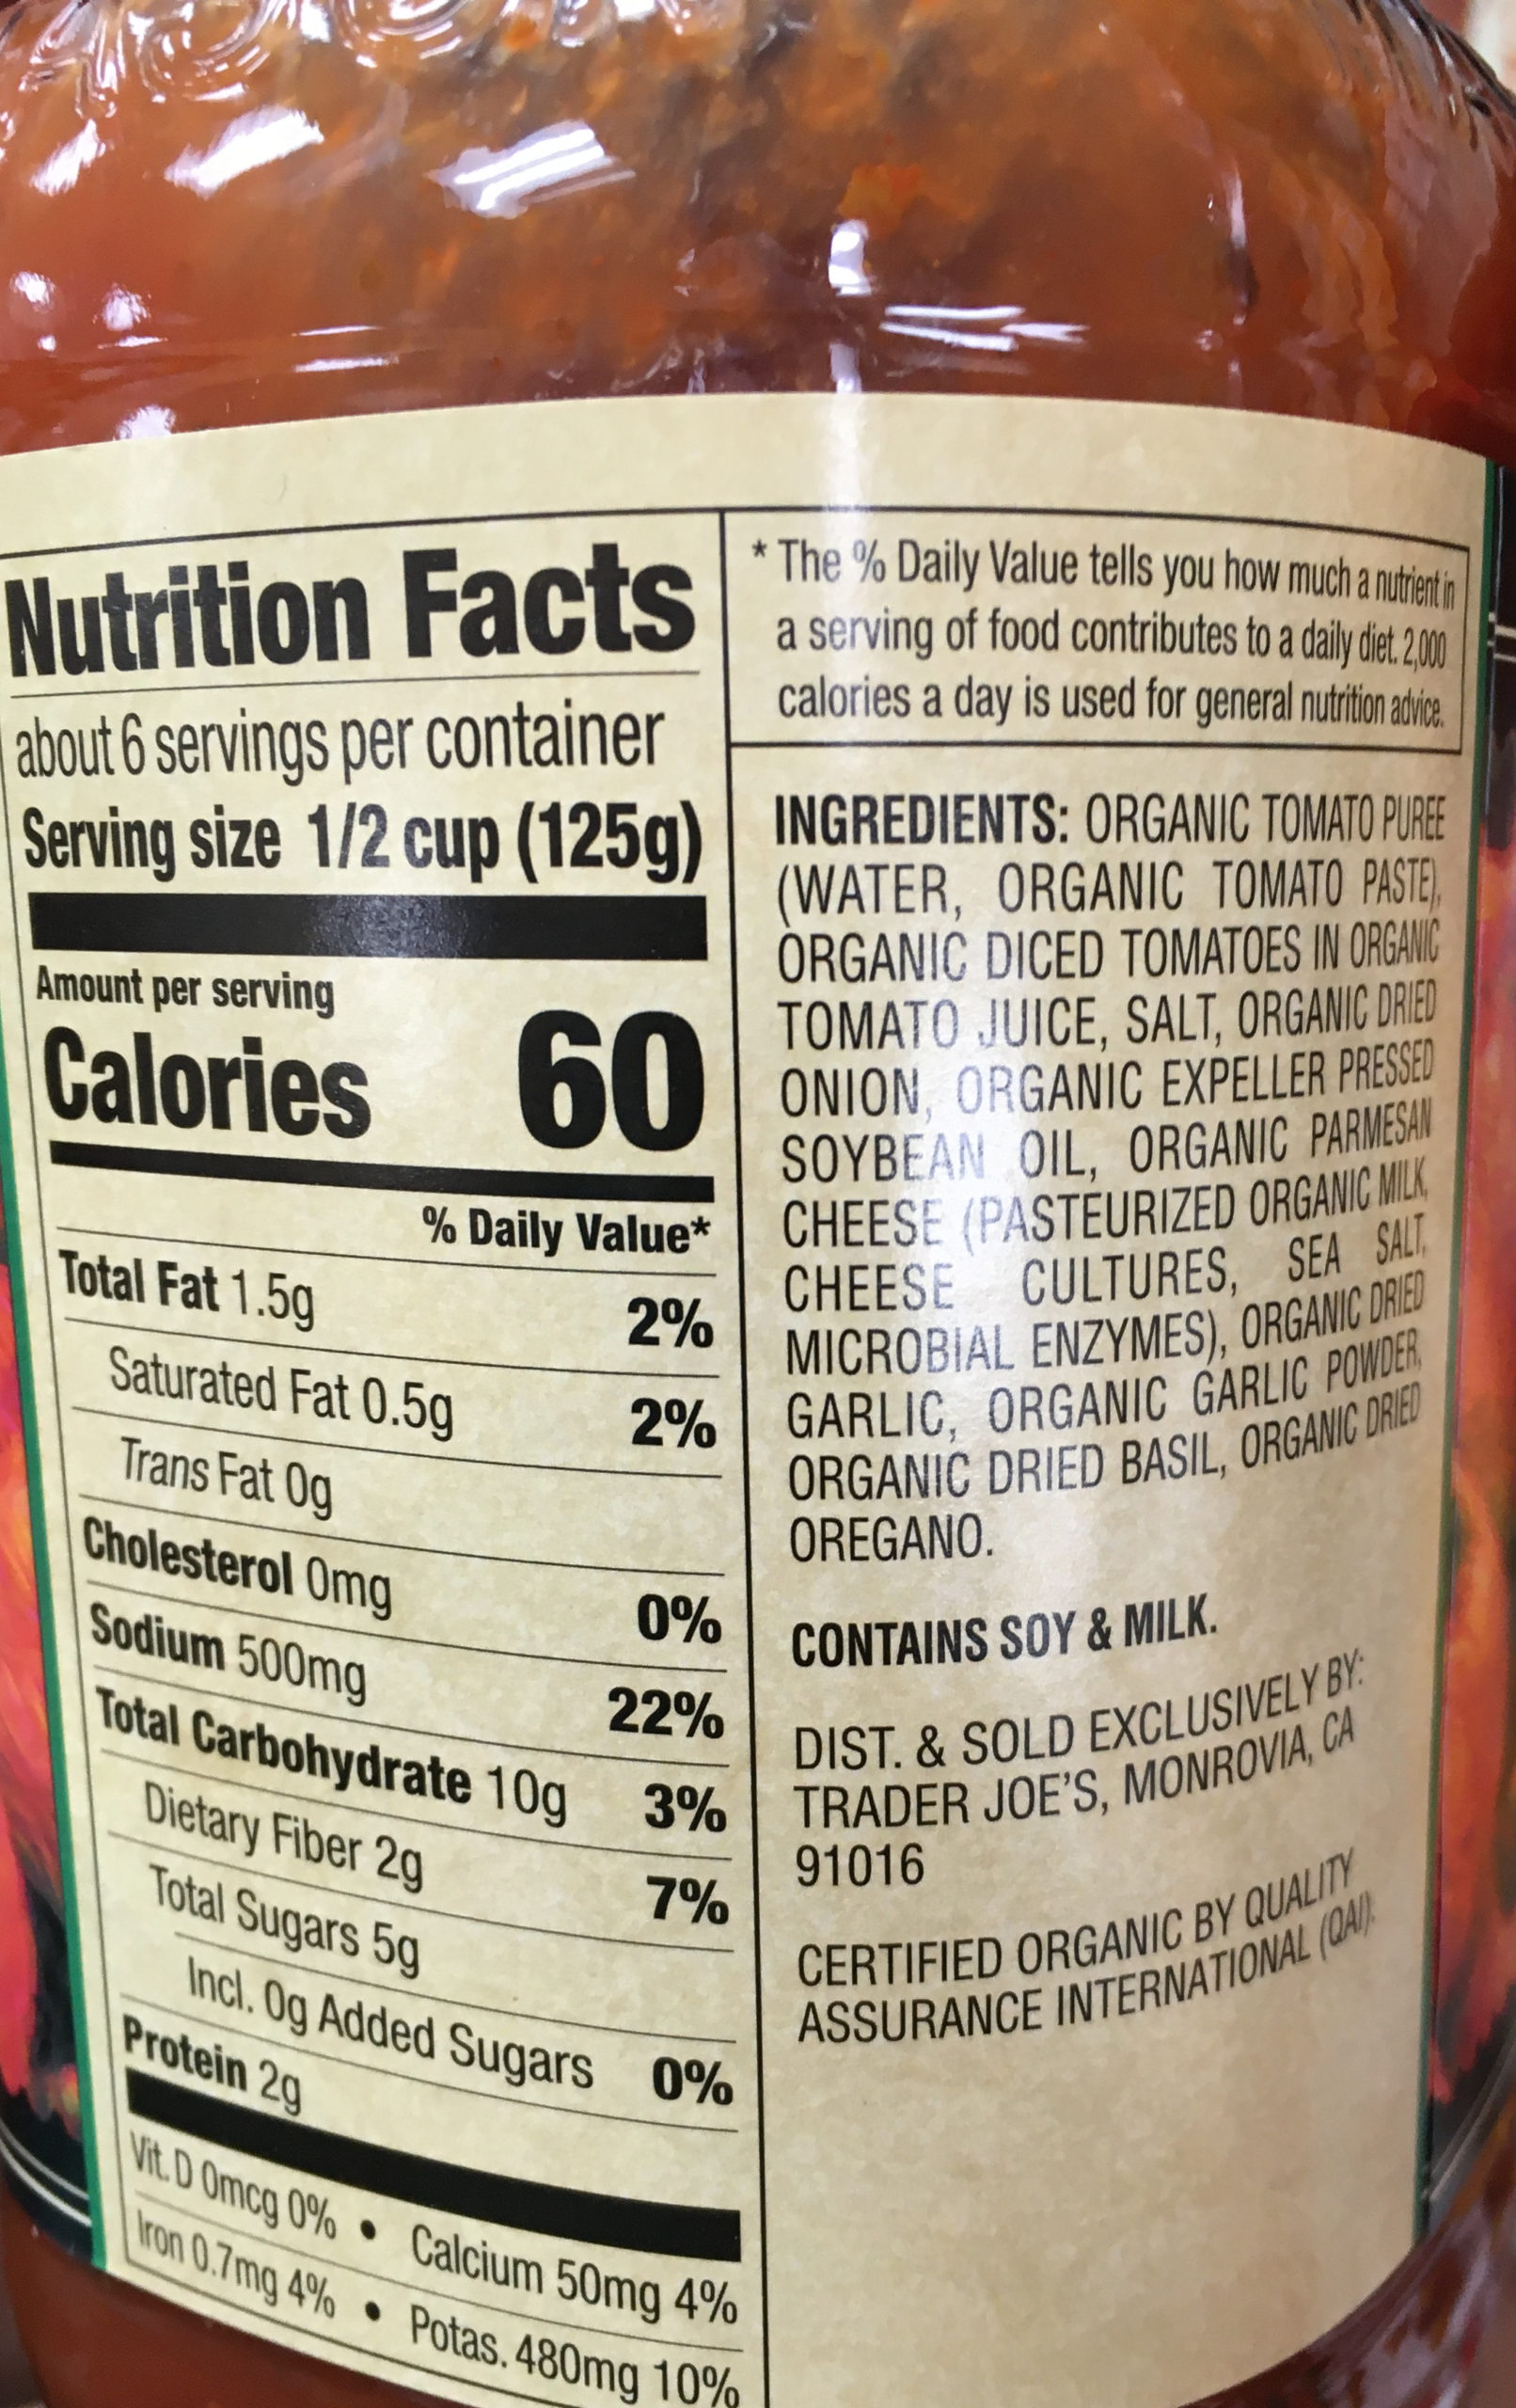 Nutrition Facts
about 6 servings per container
Serving size 1/2 cup (125g)
Amount per serving
Calories 60
% Daily Value*
Total Fat 1.5g 2%
Saturated Fat 0.5g 2%
Trans Fat 0g
Cholesterol 0mg 0%
Sodium 500mg 22%
Total Carbohydrate 10g 3%
Dietary Fiber 2g 7%
Total Sugars 5g
Incl. 0g Added Sugars 0%
Protein 2g
Vit. D 0mcg 0% • Calcium 50mg 4%
Iron 0.7mg 4% • Potas. 480mg 10%
* The % Daily Value tells you how much a nutrient in
a serving of food contributes to a daily diet. 2,000
calories a day is used for general nutrition advice.
INGREDIENTS: ORGANIC TOMATO PUREE
(WATER, ORGANIC TOMATO PASTE),
ORGANIC DICED TOMATOES IN ORGANIC
TOMATO JUICE, SALT, ORGANIC DRIED
ONION, ORGANIC EXPELLER PRESSED
SOYBEAN OIL, ORGANIC PARMESAN
CHEESE (PASTEURIZED ORGANIC MILK,
CHEESE CULTURES, SEA SALT,
MICROBIAL ENZYMES), ORGANIC DRIED
GARLIC, ORGANIC GARLIC POWDER,
ORGANIC DRIED BASIL, ORGANIC DRIED
OREGANO.
CONTAINS SOY & MILK.
DIST. & SOLD EXCLUSIVELY BY:
TRADER JOE'S, MONROVIA, CA
91016
CERTIFIED ORGANIC BY QUALITY
ASSURANCE INTERNATIONAL (QAI).